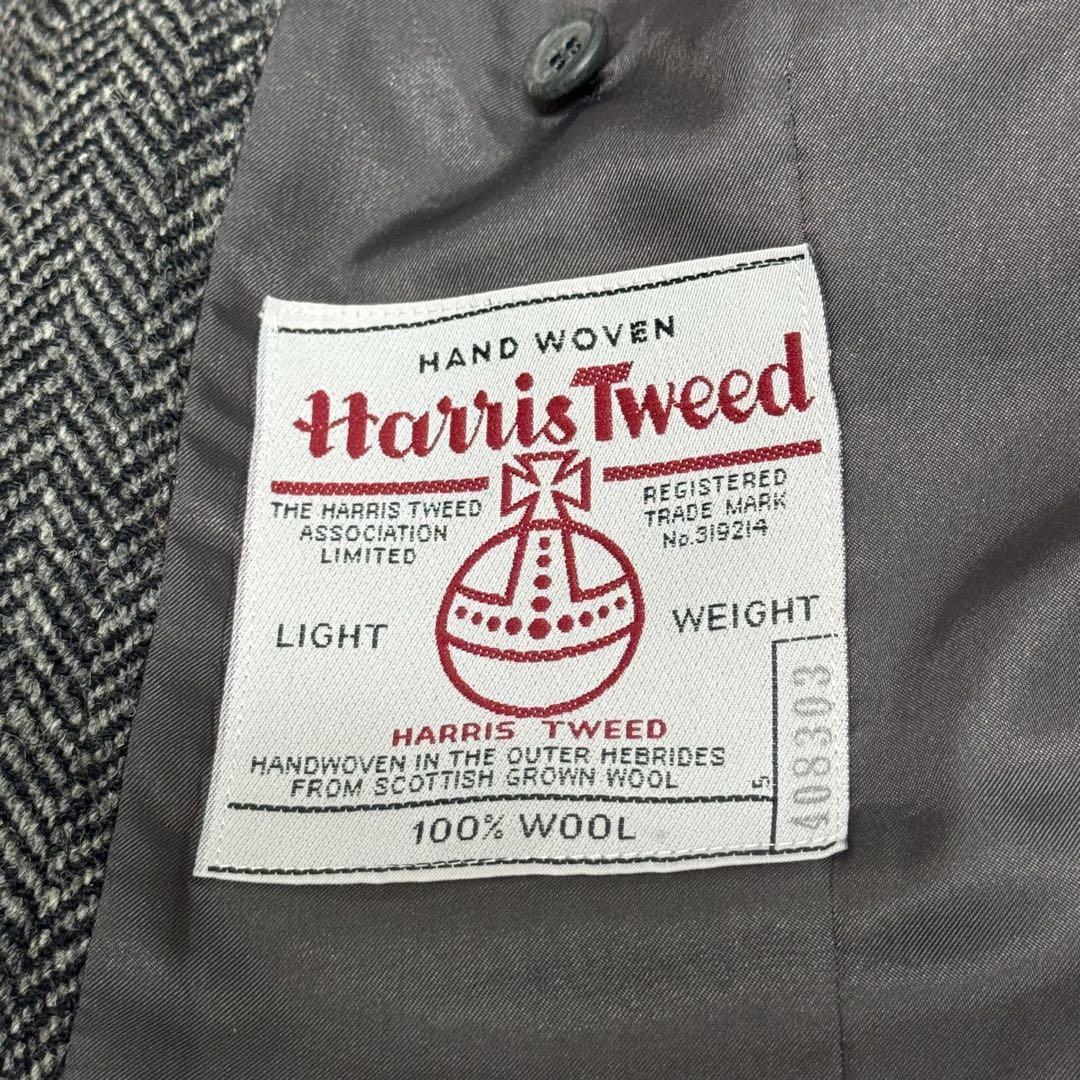 HAND WOVEN
Harris Tweed
THE HARRIS TWEED
ASSOCIATION
LIMITED
REGISTERED
TRADE MARK
No.319214
LIGHT WEIGHT
HARRIS TWEED
HANDWOVEN IN THE OUTER HEBRIDES
FROM SCOTTISH GROWN WOOL
5
408303
100% WOOL